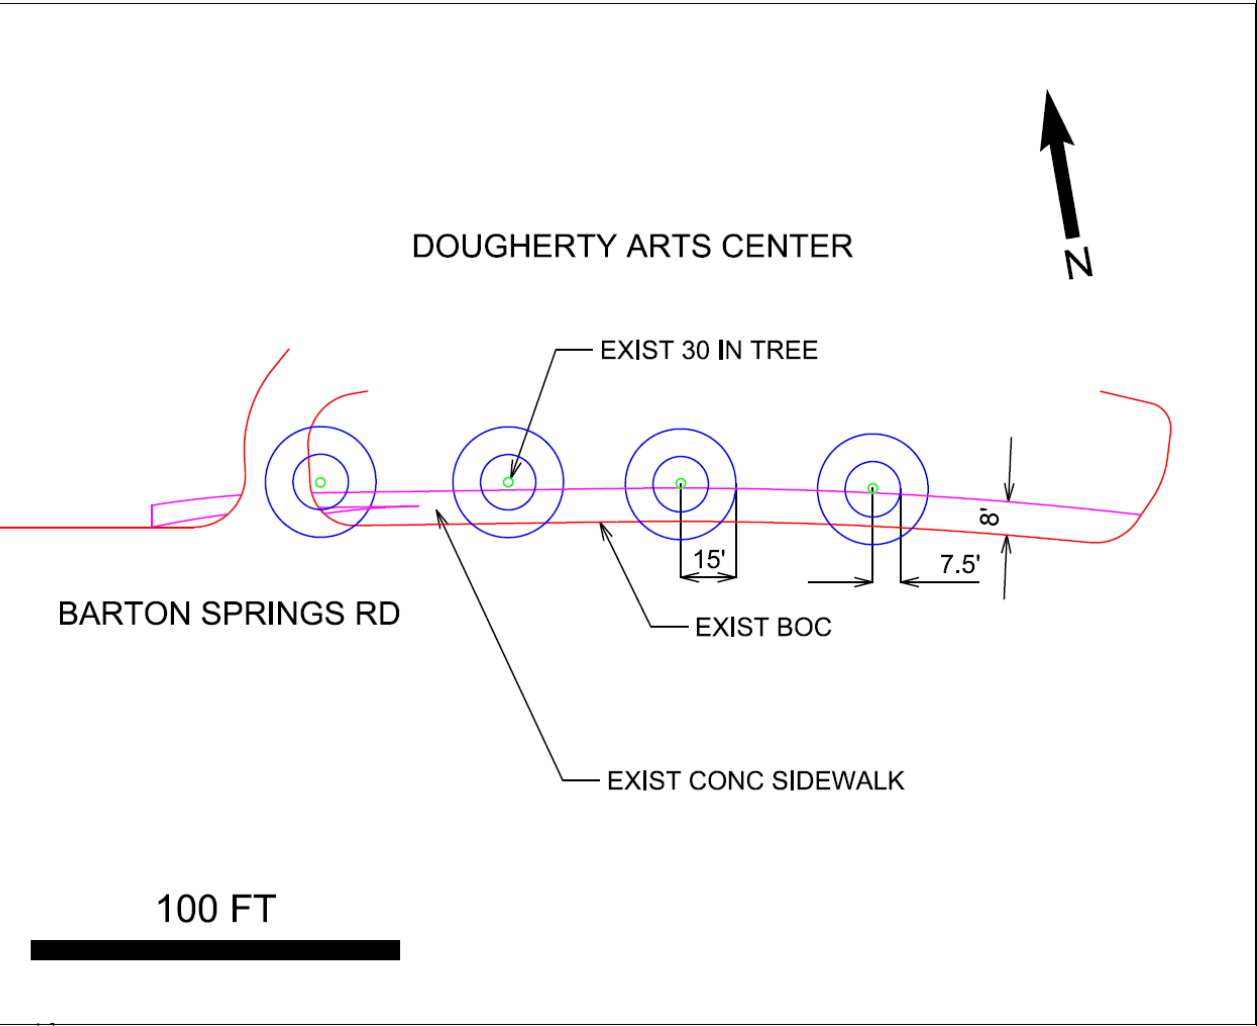 N
DOUGHERTY ARTS CENTER
EXIST 30 IN TREE
8'
15'
7.5'
BARTON SPRINGS RD
EXIST BOC
EXIST CONC SIDEWALK
100 FT